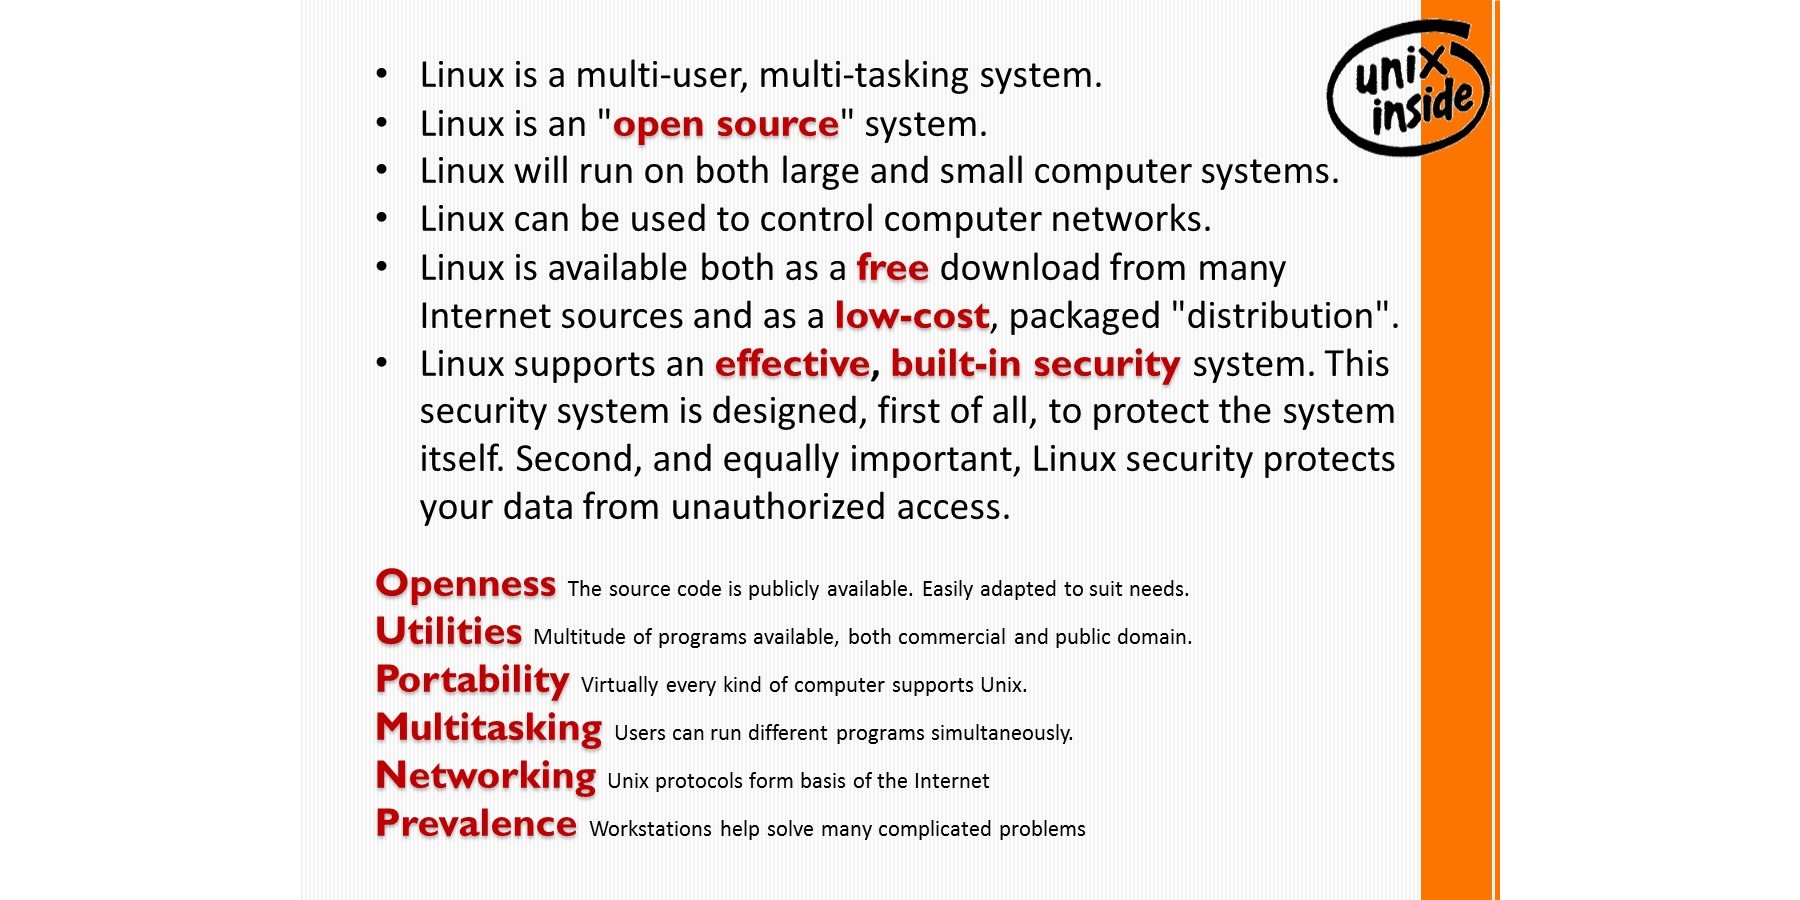 unix
inside
• Linux is a multi-user, multi-tasking system.
• Linux is an "open source" system.
• Linux will run on both large and small computer systems.
• Linux can be used to control computer networks.
• Linux is available both as a free download from many
Internet sources and as a low-cost, packaged "distribution".
• Linux supports an effective, built-in security system. This
security system is designed, first of all, to protect the system
itself. Second, and equally important, Linux security protects
your data from unauthorized access.
Openness The source code is publicly available. Easily adapted to suit needs.
Utilities Multitude of programs available, both commercial and public domain.
Portability Virtually every kind of computer supports Unix.
Multitasking Users can run different programs simultaneously.
Networking Unix protocols form basis of the Internet
Prevalence Workstations help solve many complicated problems